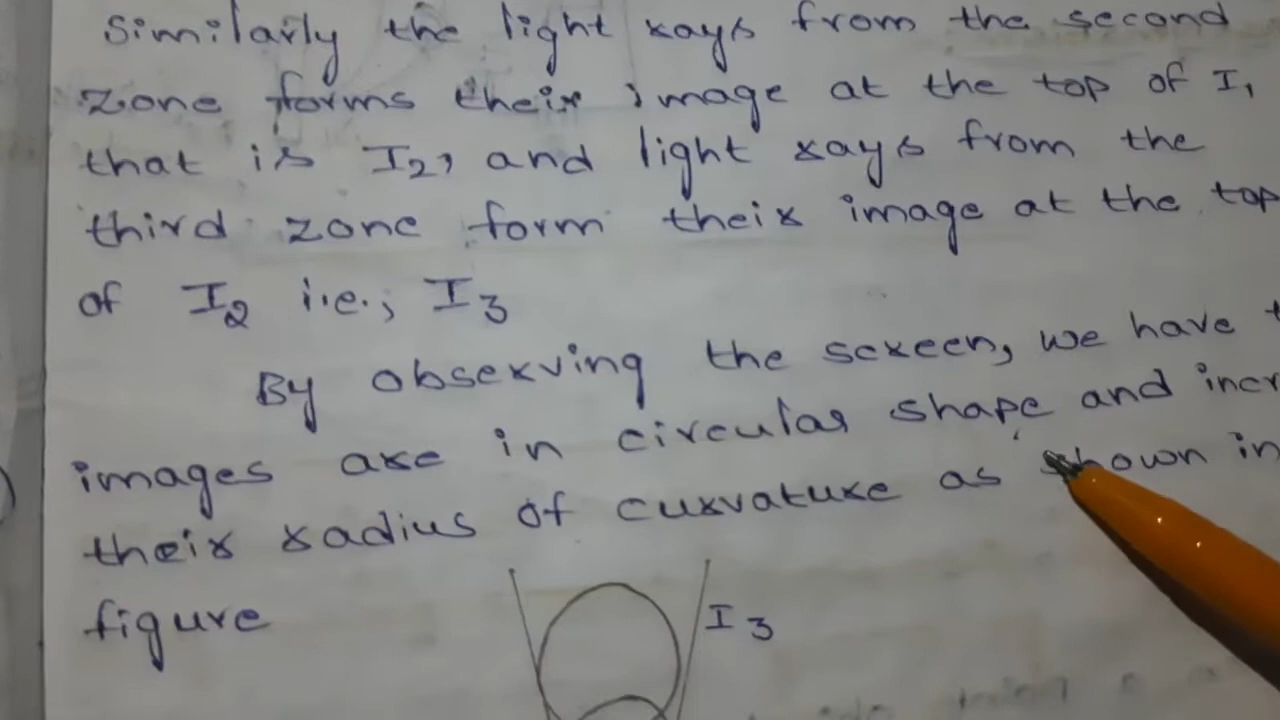 Similarly the light rays from the second
zone forms their image at the top of I1
that is I2, and light rays from the
third zone form their image at the top
of I2 i.e., I3
By observing the screen, we have
images are in circular shape and
their radius of curvature as shown in
figure
I3